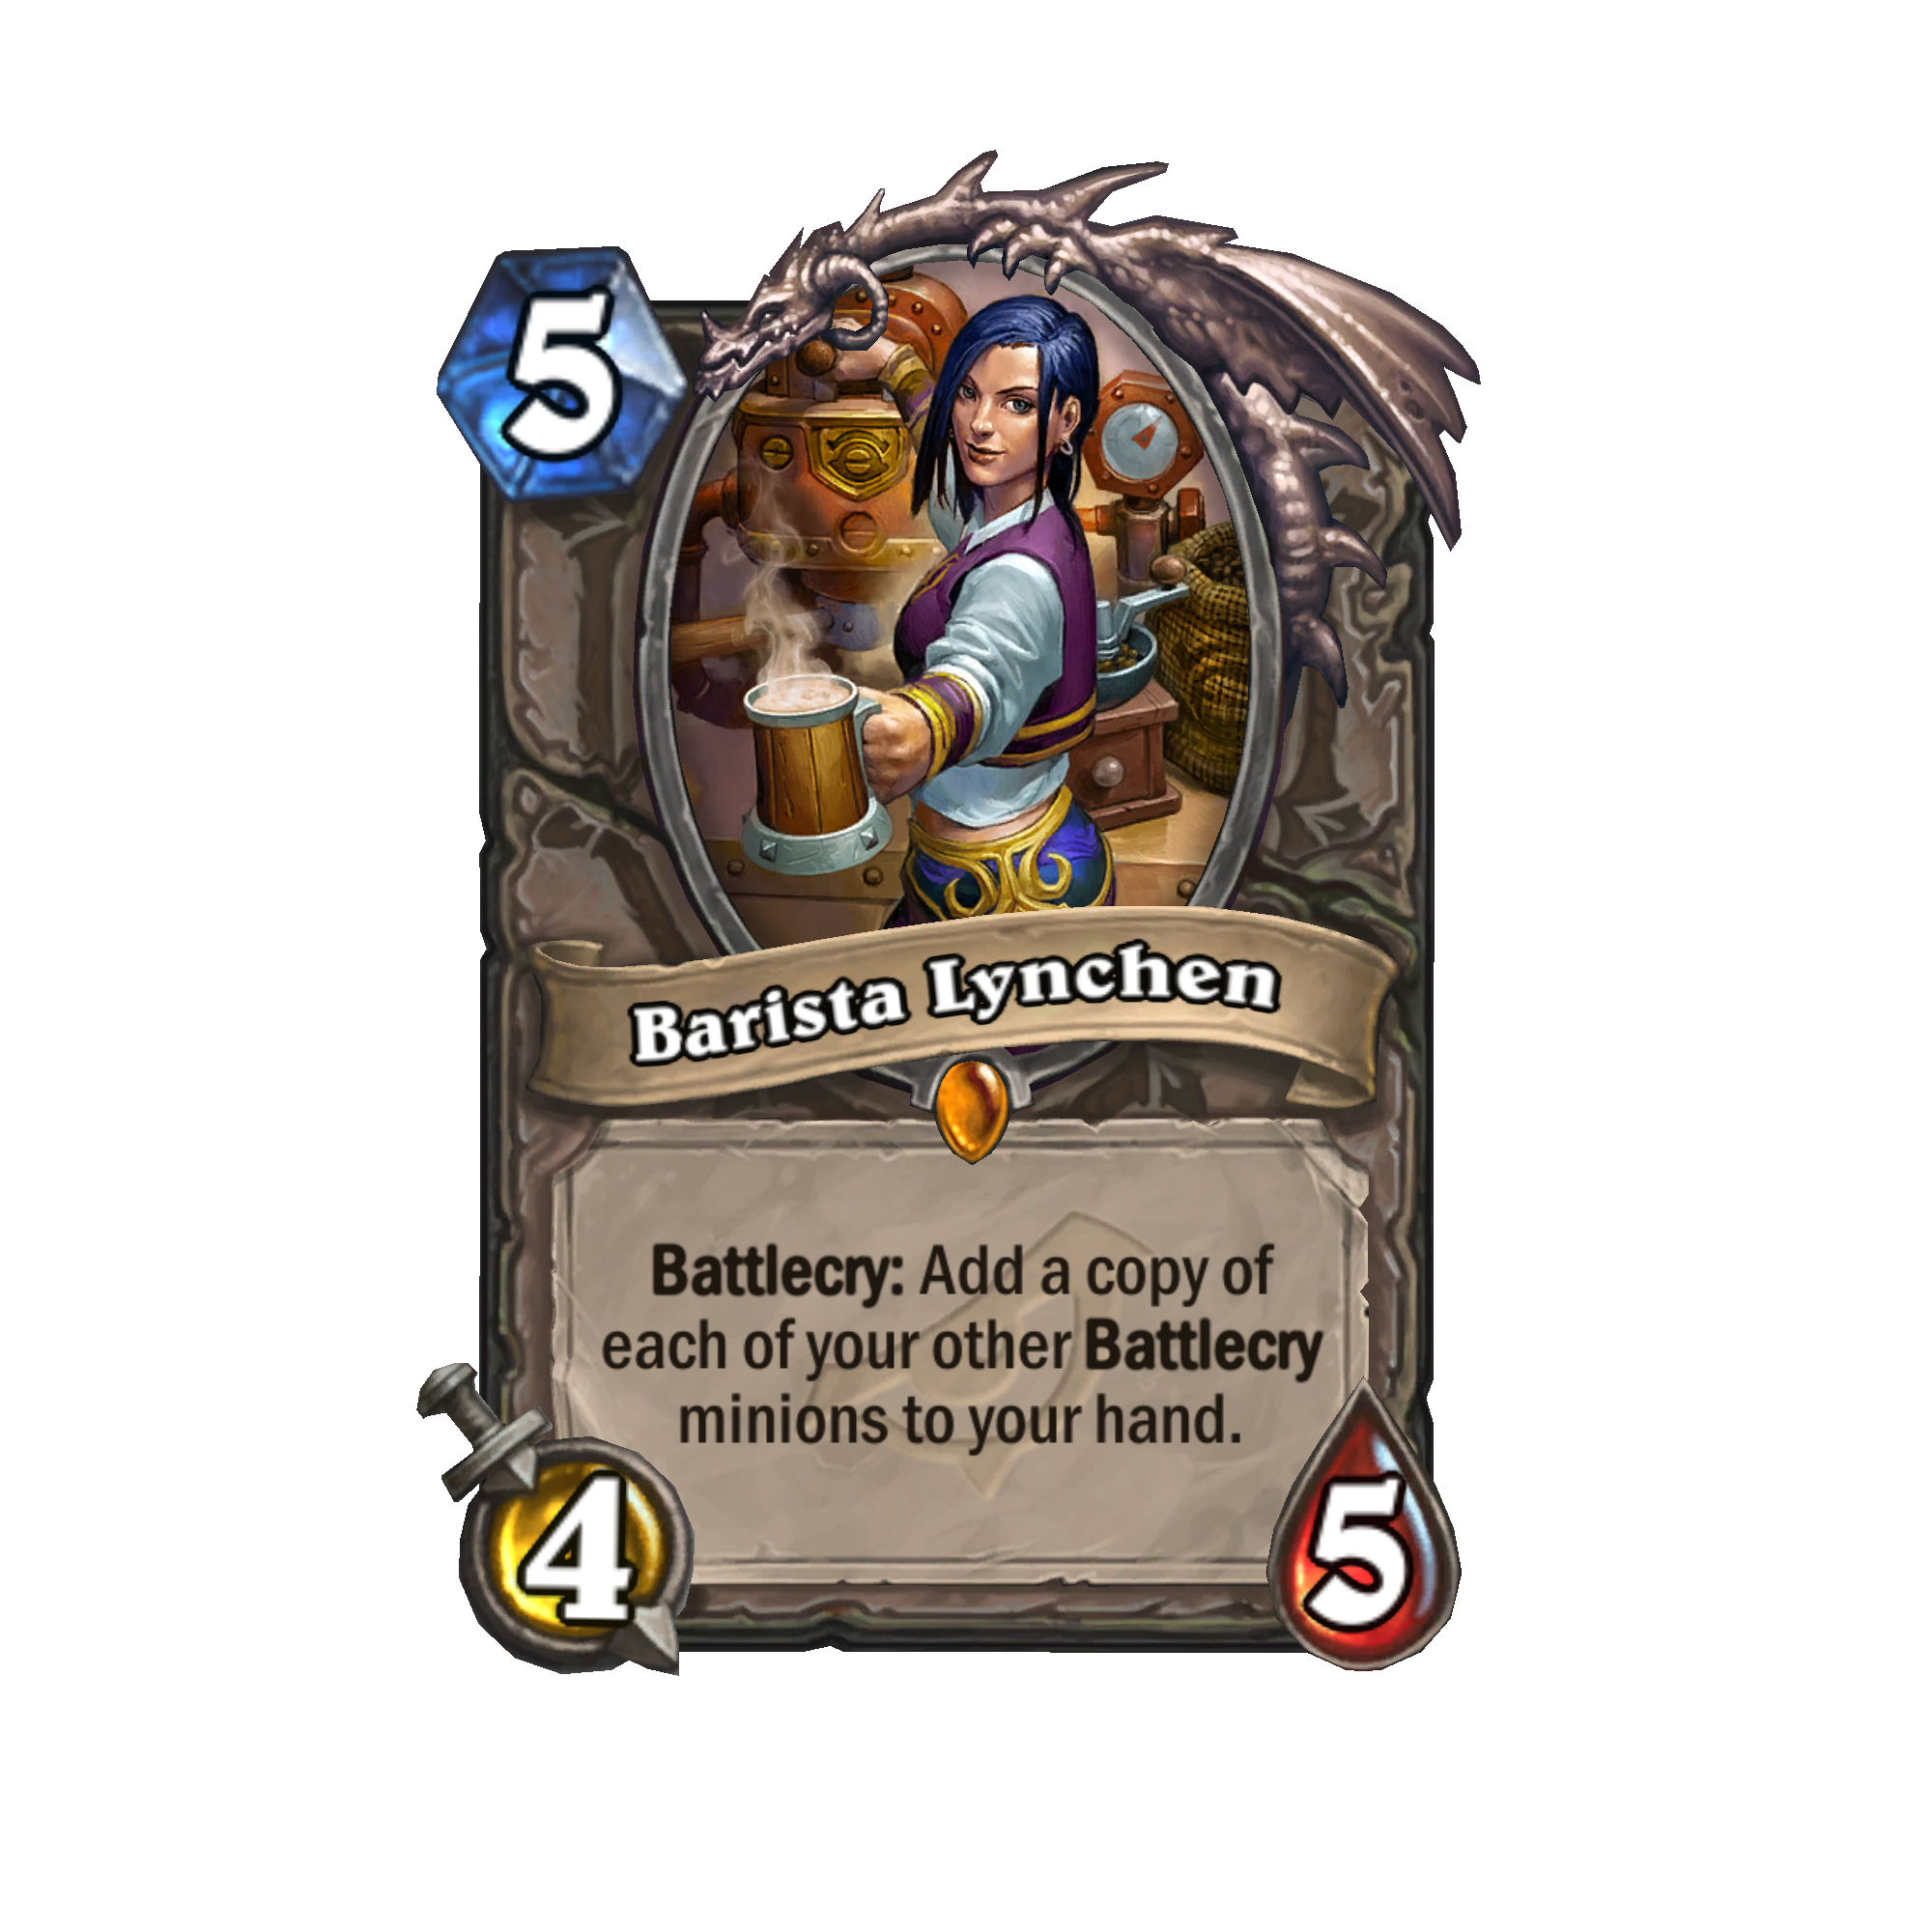 5
Barista Lynchen
Battlecry: Add a copy of
each of your other Battlecry
minions to your hand.
4
5